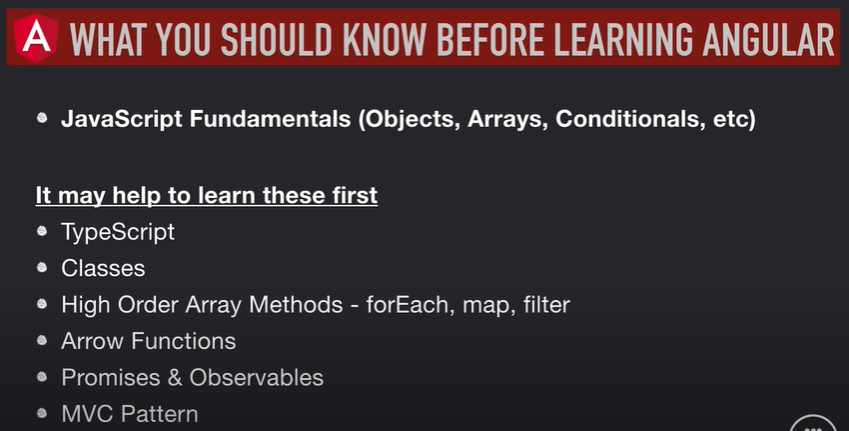 WHAT YOU SHOULD KNOW BEFORE LEARNING ANGULAR
JavaScript Fundamentals (Objects, Arrays, Conditionals, etc)
It may help to learn these first
TypeScript
Classes
High Order Array Methods - forEach, map, filter
Arrow Functions
Promises & Observables
MVC Pattern